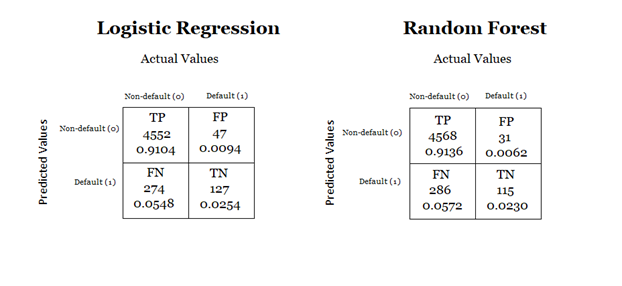 Logistic Regression
Actual Values
Non-default (0) Default (1)
Predicted Values
Non-default (0)
TP FP
4552 47
0.9104 0.0094
Default (1)
FN TN
274 127
0.0548 0.0254
Random Forest
Actual Values
Non-default (0) Default (1)
Predicted Values
Non-default (0)
TP FP
4568 31
0.9136 0.0062
Default (1)
FN TN
286 115
0.0572 0.0230